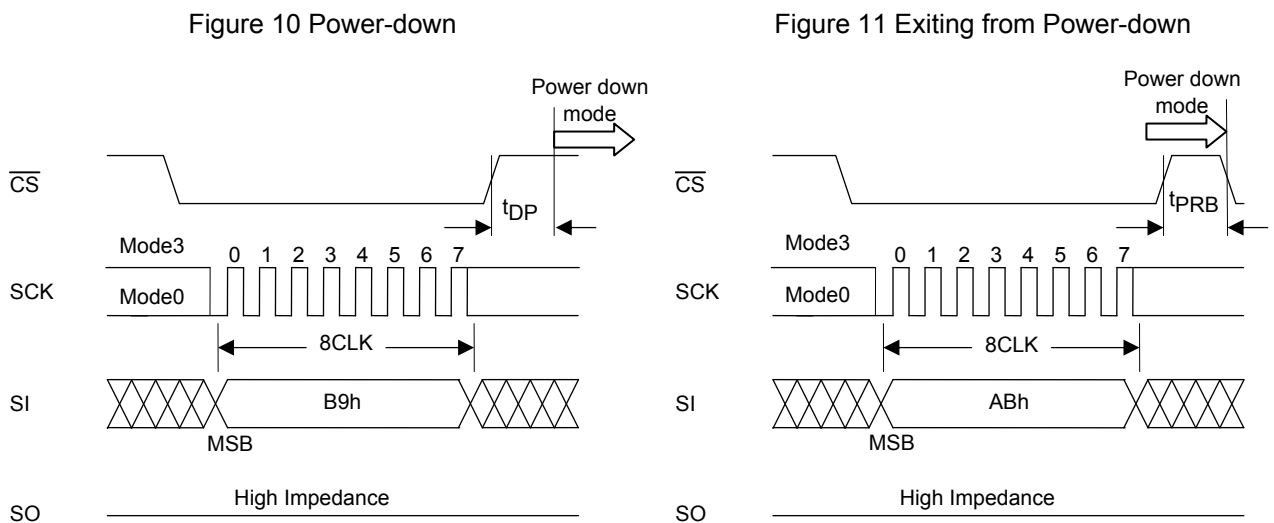 Figure 10 Power-down
Power down
mode
CS
tDP
Mode3
0 1 2 3 4 5 6 7
SCK
Mode0
8CLK
SI
B9h
MSB
High Impedance
SO
Figure 11 Exiting from Power-down
Power down
mode
CS
tPRB
Mode3
0 1 2 3 4 5 6 7
SCK
Mode0
8CLK
SI
ABh
MSB
High Impedance
SO